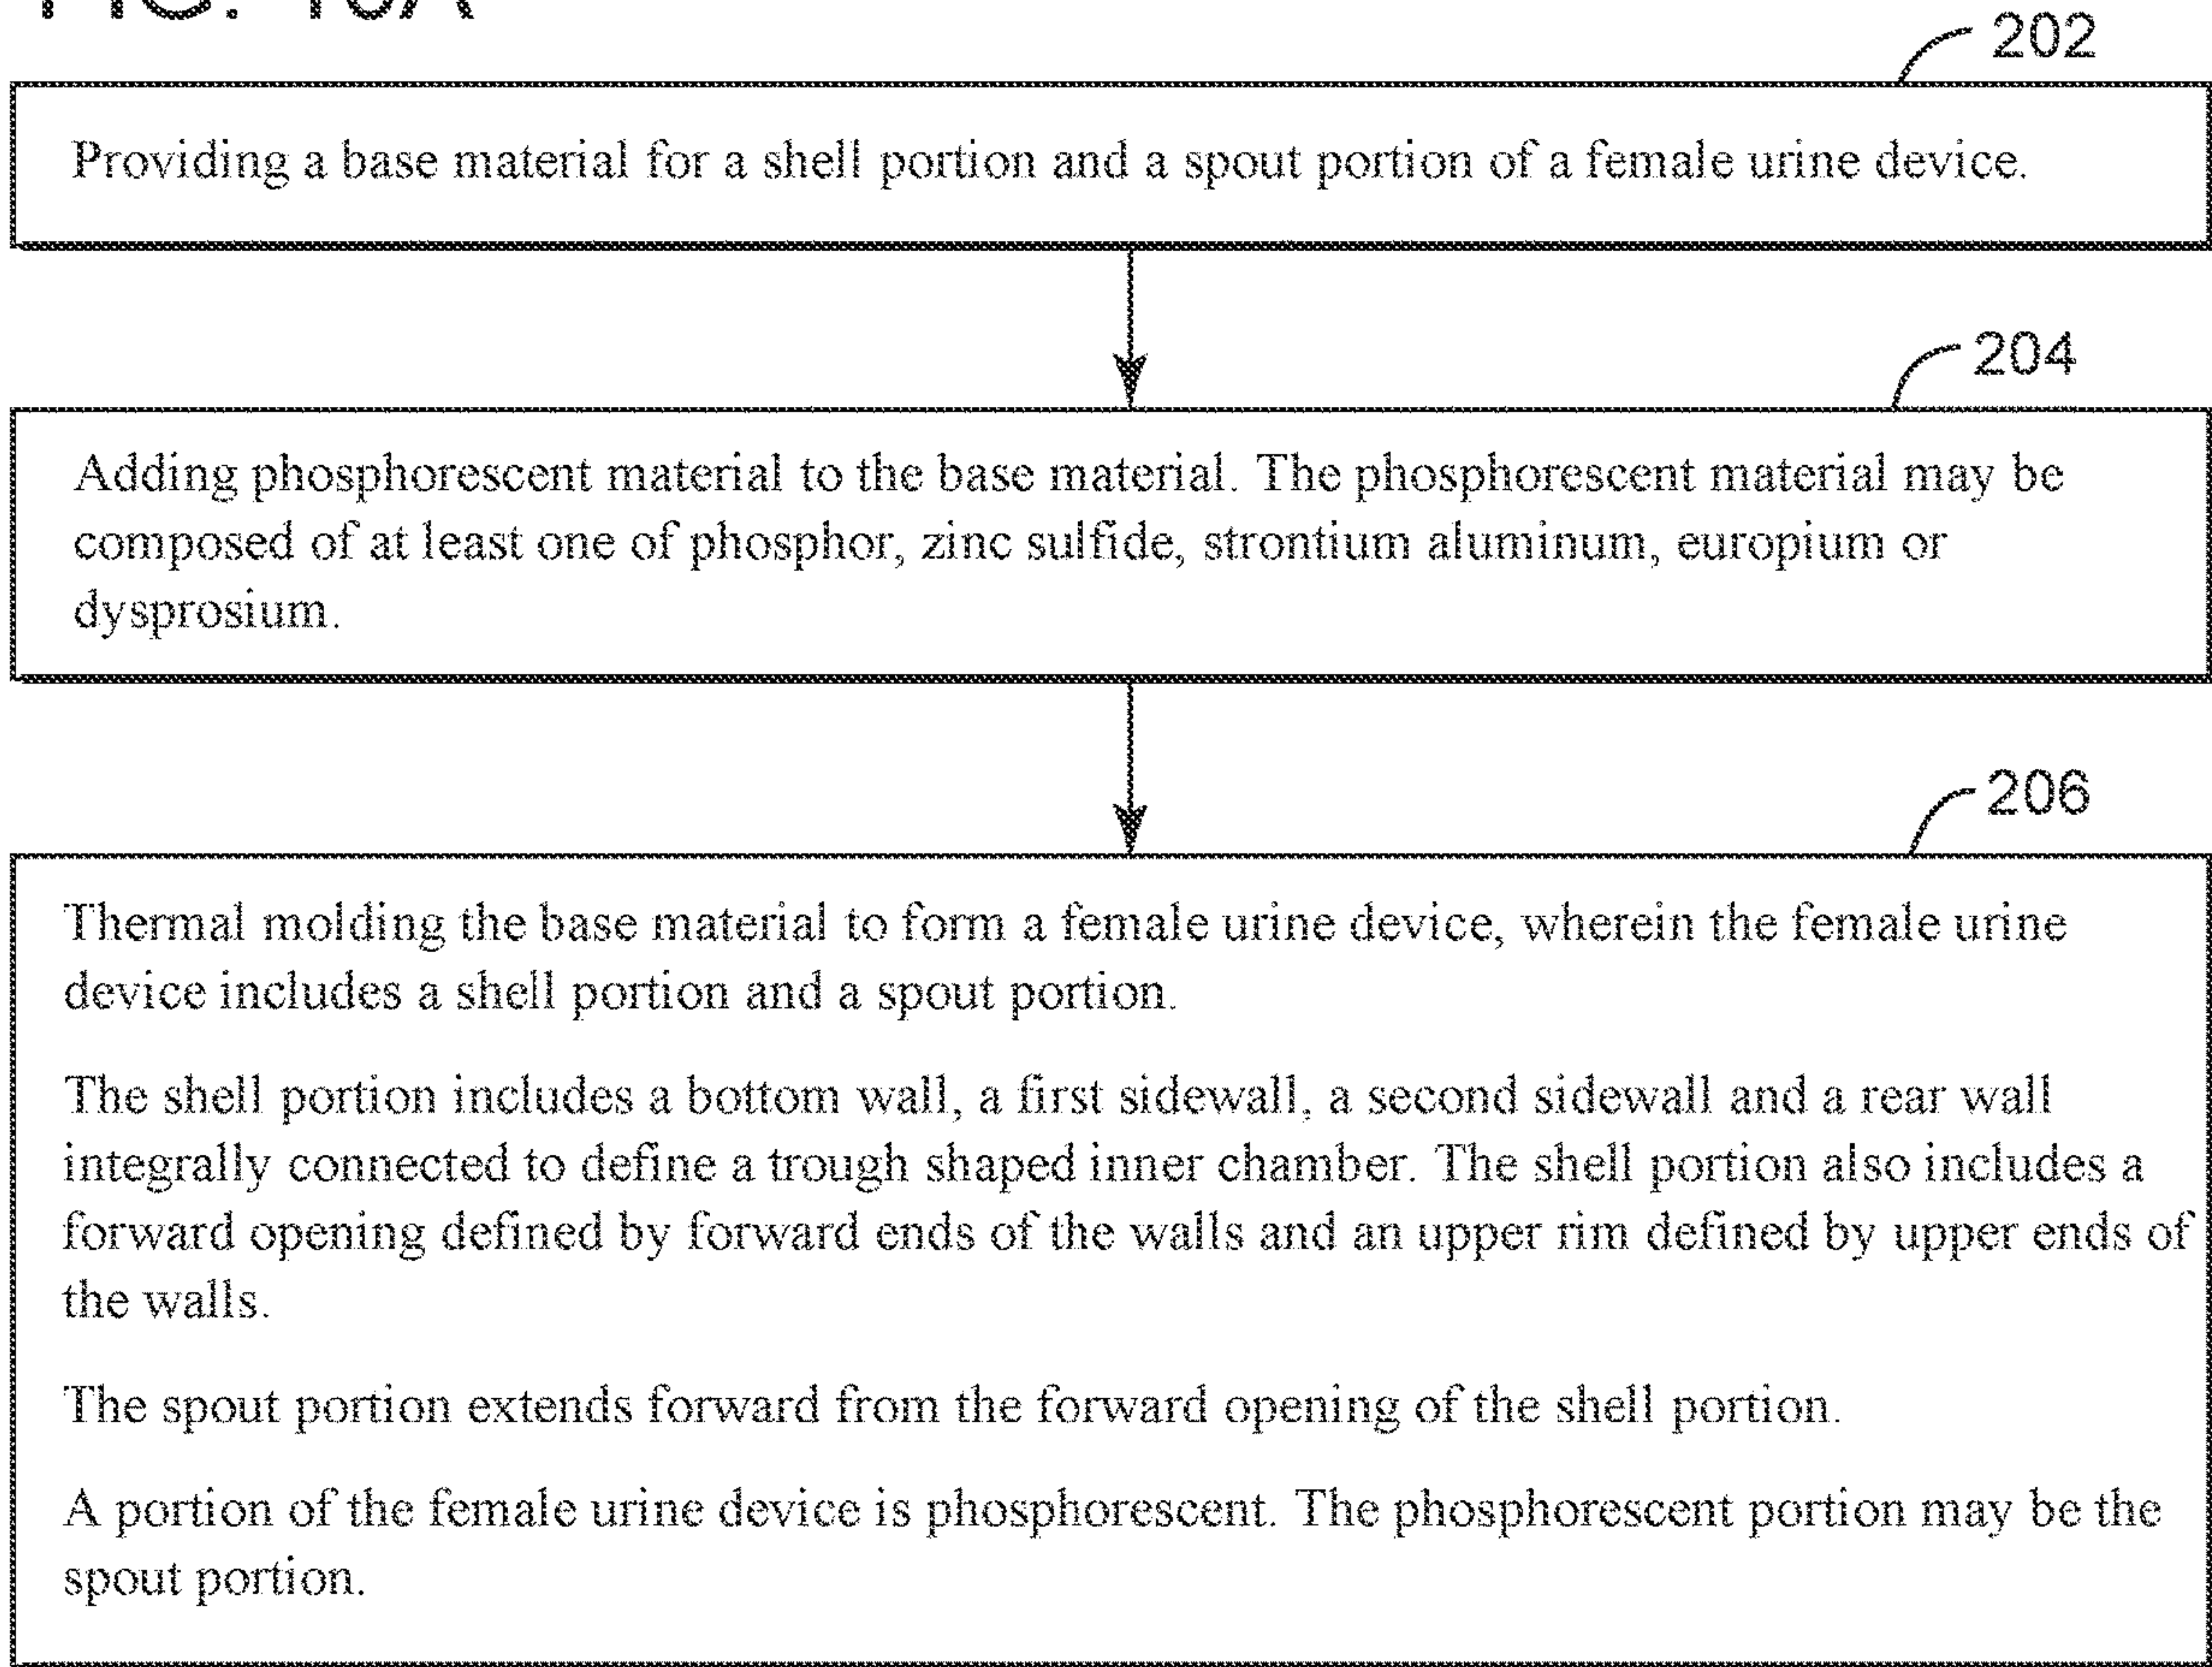 202
Providing a base material for a shell portion and a spout portion of a female urine device.
204
Adding phosphorescent material to the base material. The phosphorescent material may be
composed of at least one of phosphor, zinc sulfide, strontium aluminum, europium or
dysprosium.
206
Thermal molding the base material to form a female urine device, wherein the female urine
device includes a shell portion and a spout portion.
The shell portion includes a bottom wall, a first sidewall, a second sidewall and a rear wall
integrally connected to define a trough shaped inner chamber. The shell portion also includes a
forward opening defined by forward ends of the walls and an upper rim defined by upper ends of
the walls.
The spout portion extends forward from the forward opening of the shell portion.
A portion of the female urine device is phosphorescent. The phosphorescent portion may be the
spout portion.